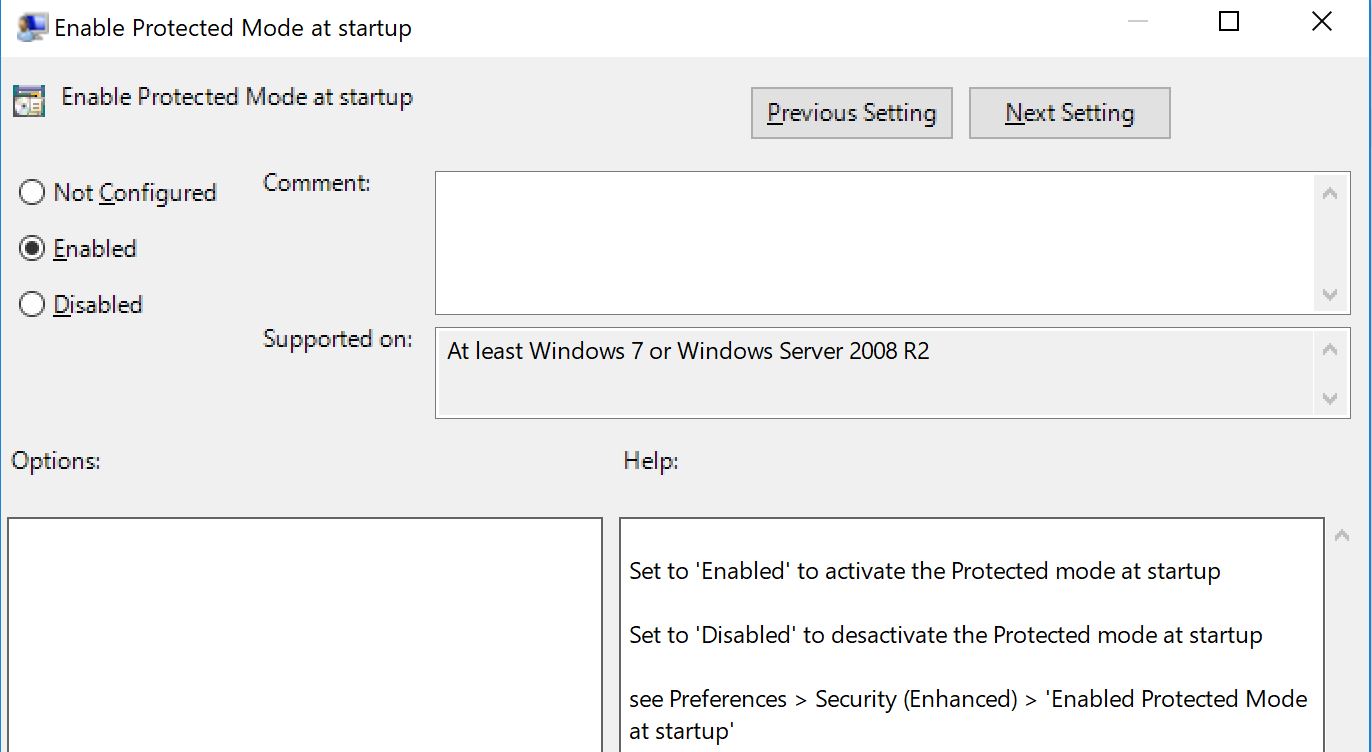 Enable Protected Mode at startup
Enable Protected Mode at startup
Previous Setting
Next Setting
Not Configured
Enabled
Disabled
Comment:
Supported on:
At least Windows 7 or Windows Server 2008 R2
Options:
Help:
Set to 'Enabled' to activate the Protected mode at startup
Set to 'Disabled' to desactivate the Protected mode at startup
see Preferences > Security (Enhanced) > 'Enabled Protected Mode
at startup'